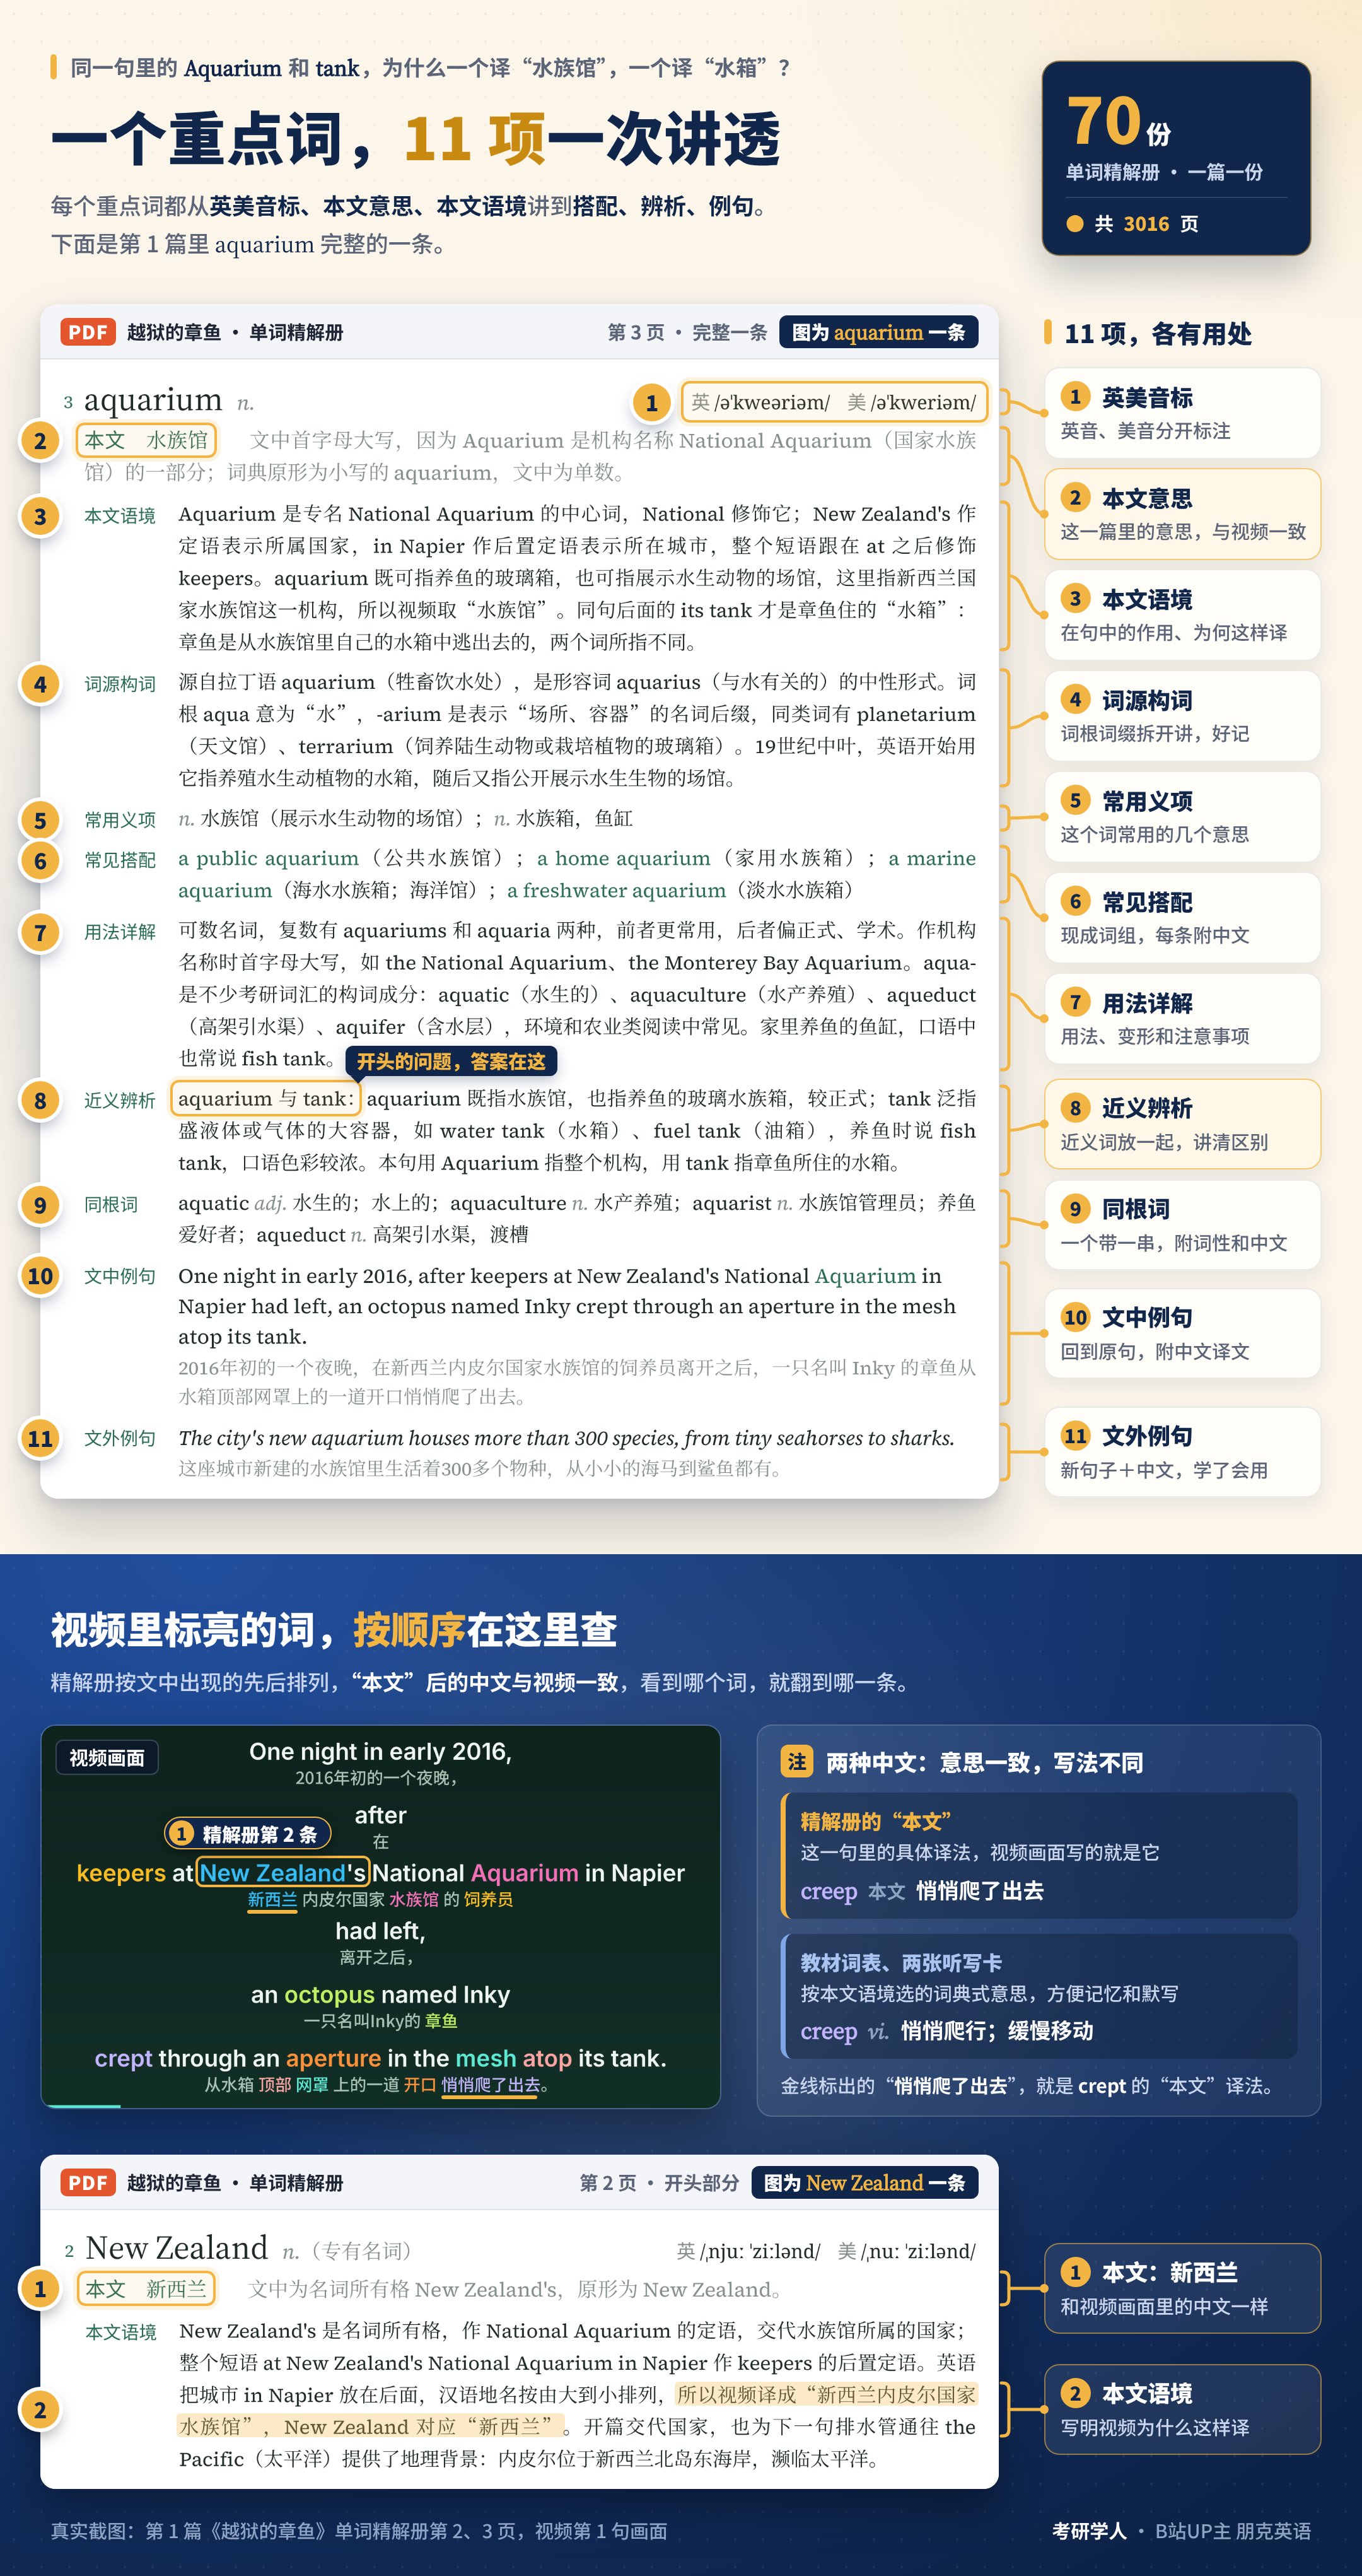 同一句里的 Aquarium 和 tank，为什么一个译“水族馆”，一个译“水箱”？
一个重点词，11 项一次讲透
每个重点词都从英美音标、本文意思、本文语境讲到搭配、辨析、例句。
下面是第 1 篇里 aquarium 完整的一条。
70份
单词精解册 · 一篇一份
共 3016 页
PDF 越狱的章鱼 · 单词精解册 第 3 页 · 完整一条 图为 aquarium 一条
3 aquarium n. 1 英 /əˈkweəriəm/ 美 /əˈkweriəm/
2 本文 水族馆 文中首字母大写，因为 Aquarium 是机构名称 National Aquarium（国家水族
馆）的一部分；词典原形为小写的 aquarium，文中为单数。
3 本文语境 Aquarium 是专名 National Aquarium 的中心词，National 修饰它；New Zealand's 作
定语表示所属国家，in Napier 作后置定语表示所在城市，整个短语跟在 at 之后修饰
keepers。aquarium 既可指养鱼的玻璃箱，也可指展示水生动物的场馆，这里指新西兰国
家水族馆这一机构，所以视频取“水族馆”。同句后面的 its tank 才是章鱼住的“水箱”：
章鱼是从水族馆里自己的水箱中逃出去的，两个词所指不同。
4 词源构词 源自拉丁语 aquarium（牲畜饮水处），是形容词 aquarius（与水有关的）的中性形式。词
根 aqua 意为“水”，-arium 是表示“场所、容器”的名词后缀，同类词有 planetarium
（天文馆）、terrarium（饲养陆生动物或栽培植物的玻璃箱）。19世纪中叶，英语开始用
它指养殖水生动植物的水箱，随后又指公开展示水生生物的场馆。
5 常用义项 n. 水族馆（展示水生动物的场馆）；n. 水族箱，鱼缸
6 常见搭配 a public aquarium（公共水族馆）；a home aquarium（家用水族箱）；a marine
aquarium（海水水族箱；海洋馆）；a freshwater aquarium（淡水水族箱）
7 用法详解 可数名词，复数有 aquariums 和 aquaria 两种，前者更常用，后者偏正式、学术。作机构
名称时首字母大写，如 the National Aquarium、the Monterey Bay Aquarium。aqua-
是不少考研词汇的构词成分：aquatic（水生的）、aquaculture（水产养殖）、aqueduct
（高架引水渠）、aquifer（含水层），环境和农业类阅读中常见。家里养鱼的鱼缸，口语中
也常说 fish tank。 开头的问题，答案在这
8 近义辨析 aquarium 与 tank：aquarium 既指水族馆，也指养鱼的玻璃水族箱，较正式；tank 泛指
盛液体或气体的大容器，如 water tank（水箱）、fuel tank（油箱），养鱼时说 fish
tank，口语色彩较浓。本句用 Aquarium 指整个机构，用 tank 指章鱼所住的水箱。
9 同根词 aquatic adj. 水生的；水上的；aquaculture n. 水产养殖；aquarist n. 水族馆管理员；养鱼
爱好者；aqueduct n. 高架引水渠，渡槽
10 文中例句 One night in early 2016, after keepers at New Zealand's National Aquarium in
Napier had left, an octopus named Inky crept through an aperture in the mesh
atop its tank.
2016年初的一个夜晚，在新西兰内皮尔国家水族馆的饲养员离开之后，一只名叫 Inky 的章鱼从
水箱顶部网罩上的一道开口悄悄爬了出去。
11 文外例句 The city's new aquarium houses more than 300 species, from tiny seahorses to sharks.
这座城市新建的水族馆里生活着300多个物种，从小小的海马到鲨鱼都有。
11 项，各有用处
1 英美音标
英音、美音分开标注
2 本文意思
这一篇里的意思，与视频一致
3 本文语境
在句中的作用、为何这样译
4 词源构词
词根词缀拆开讲，好记
5 常用义项
这个词常用的几个意思
6 常见搭配
现成词组，每条附中文
7 用法详解
用法、变形和注意事项
8 近义辨析
近义词放一起，讲清区别
9 同根词
一个带一串，附词性和中文
10 文中例句
回到原句，附中文译文
11 文外例句
新句子＋中文，学了会用
视频里标亮的词，按顺序在这里查
精解册按文中出现的先后排列，“本文”后的中文与视频一致，看到哪个词，就翻到哪一条。
视频画面
One night in early 2016,
2016年初的一个夜晚，
after
在
1 精解册第 2 条
keepers at New Zealand's National Aquarium in Napier
新西兰 内皮尔国家 水族馆 的 饲养员
had left,
离开之后，
an octopus named Inky
一只名叫Inky的 章鱼
crept through an aperture in the mesh atop its tank.
从水箱 顶部 网罩 上的一道 开口 悄悄爬了出去。
注 两种中文：意思一致，写法不同
精解册的“本文”
这一句里的具体译法，视频画面写的就是它
creep 本文 悄悄爬了出去
教材词表、两张听写卡
按本文语境选的词典式意思，方便记忆和默写
creep vi. 悄悄爬行；缓慢移动
金线标出的“悄悄爬了出去”，就是 crept 的“本文”译法。
PDF 越狱的章鱼 · 单词精解册 第 2 页 · 开头部分 图为 New Zealand 一条
2 New Zealand n.（专有名词） 英 /ˌnjuː ˈziːlənd/ 美 /ˌnuː ˈziːlənd/
1 本文 新西兰 文中为名词所有格 New Zealand's，原形为 New Zealand。
本文语境 New Zealand's 是名词所有格，作 National Aquarium 的定语，交代水族馆所属的国家；
整个短语 at New Zealand's National Aquarium in Napier 作 keepers 的后置定语。英语
把城市 in Napier 放在后面，汉语地名按由大到小排列，所以视频译成“新西兰内皮尔国家
2 水族馆”，New Zealand 对应“新西兰”。开篇交代国家，也为下一句排水管通往 the
Pacific（太平洋）提供了地理背景：内皮尔位于新西兰北岛东海岸，濒临太平洋。
1 本文：新西兰
和视频画面里的中文一样
2 本文语境
写明视频为什么这样译
真实截图：第 1 篇《越狱的章鱼》单词精解册第 2、3 页，视频第 1 句画面
考研学人 · B站UP主 朋克英语